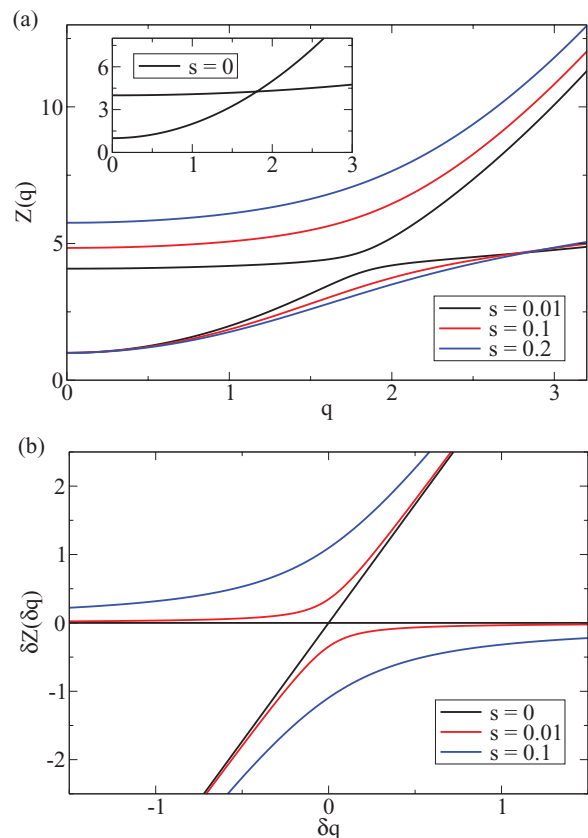 (a)
Z(q)
10
5
0
0
1
2
3
q
6
3
0
0
1
2
3
s = 0
s = 0.01
s = 0.1
s = 0.2
(b)
δZ(δq)
2
1
0
-1
-2
-1
0
1
δq
s = 0
s = 0.01
s = 0.1